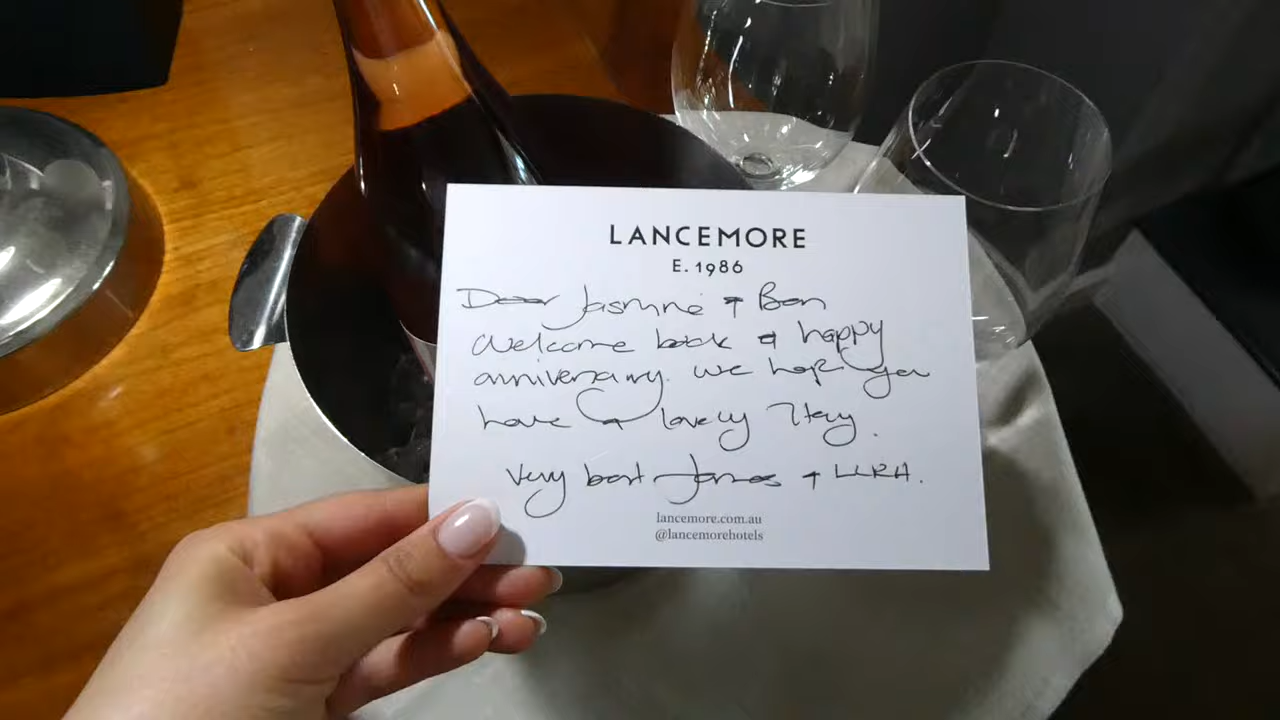 LANCEMORE
E. 1986
Dear Jasmine + Ben
Welcome back & happy
anniversary. We hope you
have a lovely stay.
Very best James + LLRH.
lancemore.com.au
@lancemorehotels